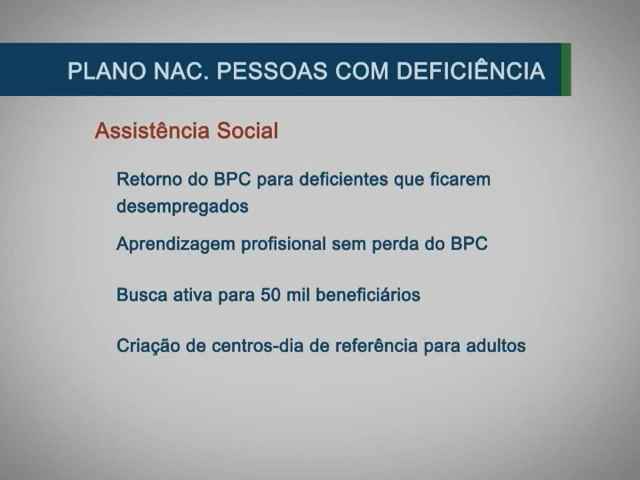 PLANO NAC. PESSOAS COM DEFICIÊNCIA
Assistência Social
Retorno do BPC para deficientes que ficarem
desempregados
Aprendizagem profisional sem perda do BPC
Busca ativa para 50 mil beneficiários
Criação de centros-dia de referência para adultos